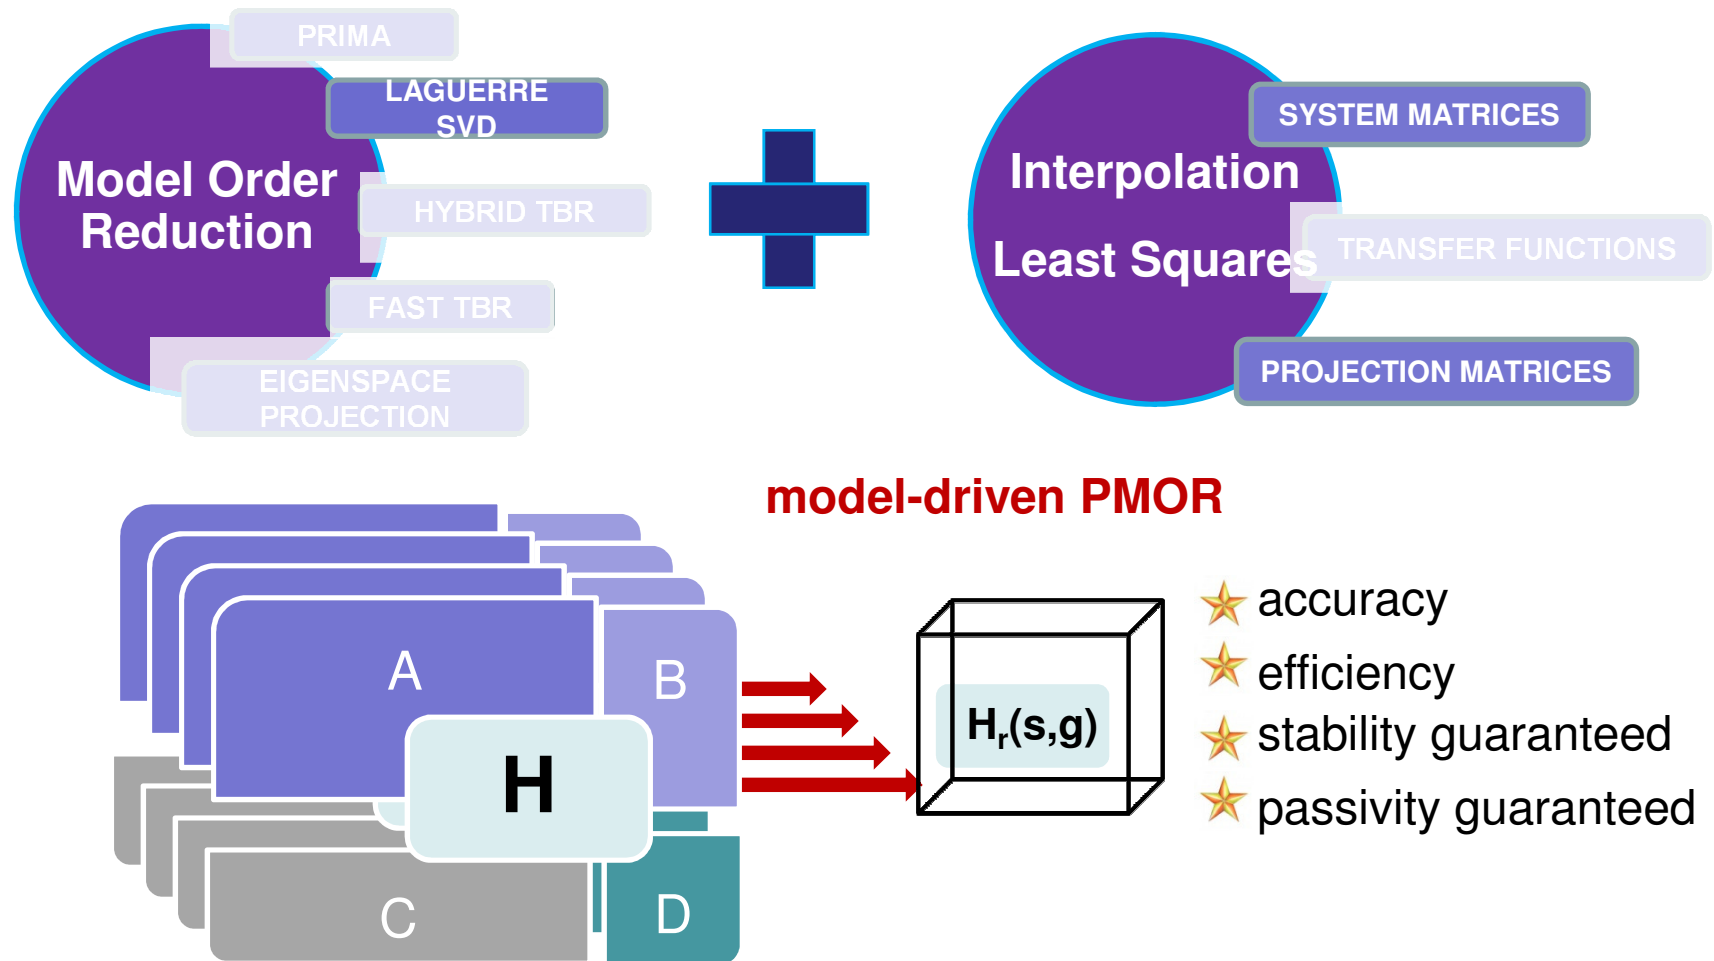 PRIMA
LAGUERRE
SVD
Model Order
Reduction
HYBRID TBR
FAST TBR
EIGENSPACE
PROJECTION
SYSTEM MATRICES
Interpolation
Least Squares
TRANSFER FUNCTIONS
PROJECTION MATRICES
model-driven PMOR
A
B
H
C
D
Hr(s,g)
accuracy
efficiency
stability guaranteed
passivity guaranteed